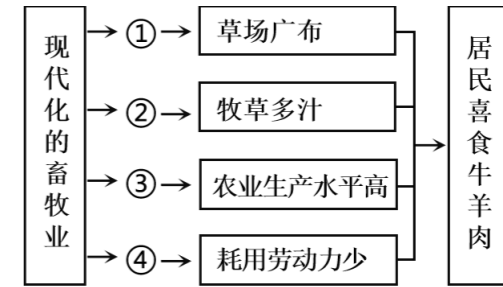 现代化的畜牧业
①
草场广布
②
牧草多汁
③
农业生产水平高
④
耗用劳动力少
居民喜食牛羊肉